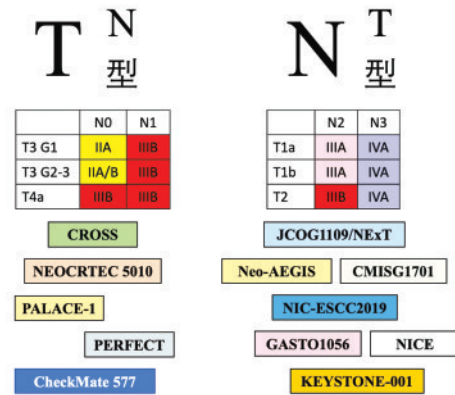 T N 型
N T 型
N0 N1
T3 G1 IIA IIIB
T3 G2-3 IIA/B IIIB
T4a IIIB IIIB
N2 N3
T1a IIIA IVA
T1b IIIA IVA
T2 IIIB IVA
CROSS
NEOCRTEC 5010
PALACE-1
PERFECT
CheckMate 577
JCOG1109/NExT
Neo-AEGIS CMISG1701
NIC-ESCC2019
GASTO1056 NICE
KEYSTONE-001